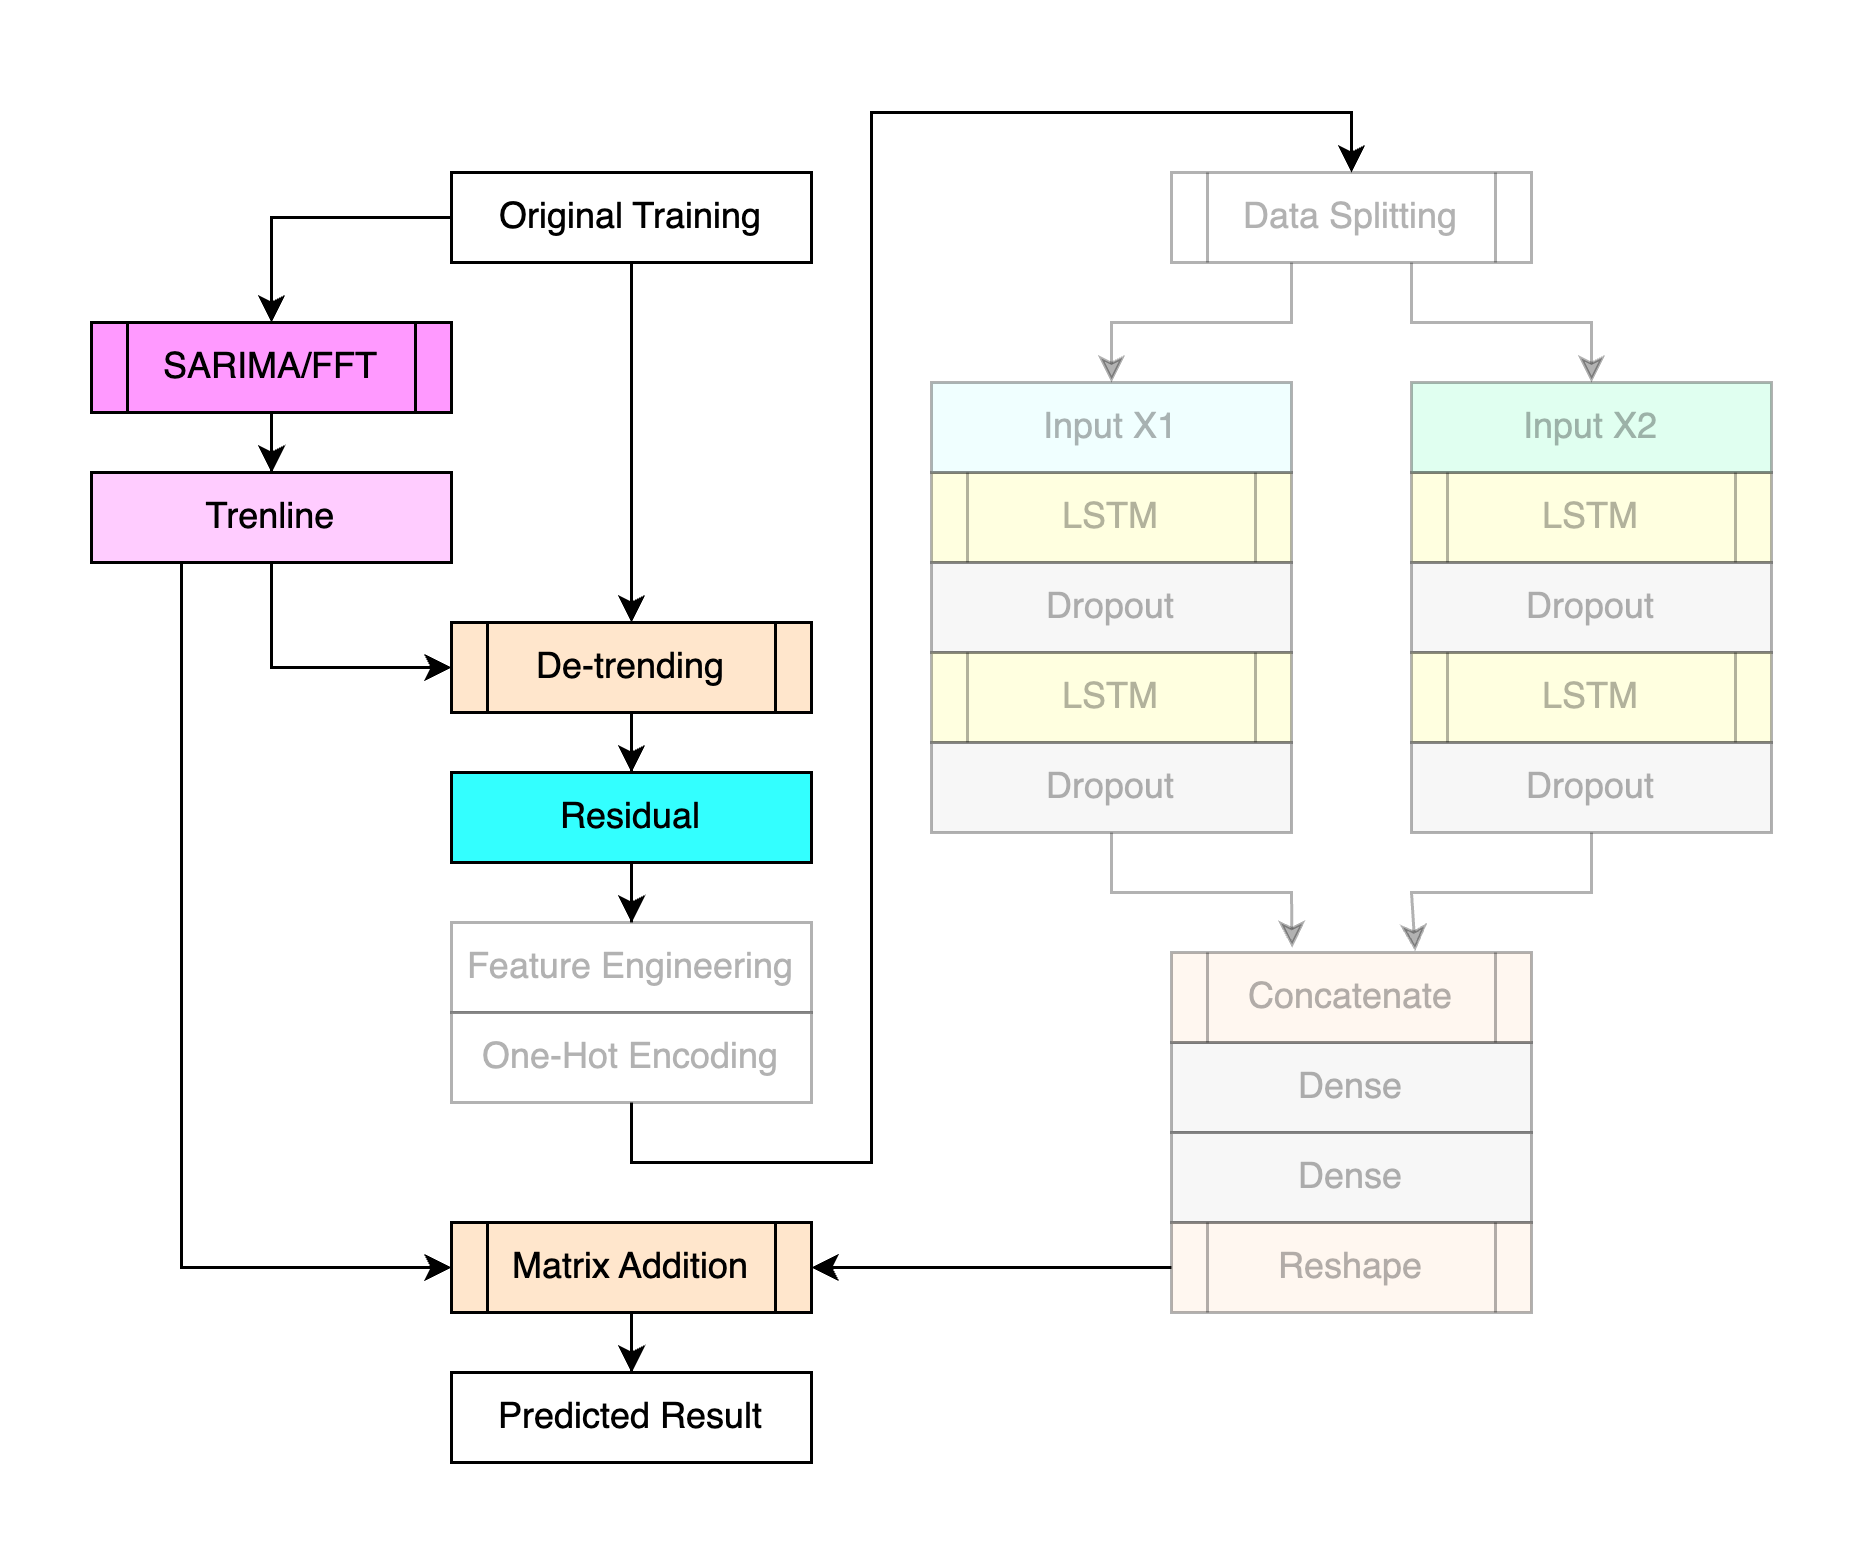 Original Training
SARIMA/FFT
Trenline
De-trending
Residual
Feature Engineering
One-Hot Encoding
Matrix Addition
Predicted Result
Data Splitting
Input X1
LSTM
Dropout
LSTM
Dropout
Input X2
LSTM
Dropout
LSTM
Dropout
Concatenate
Dense
Dense
Reshape